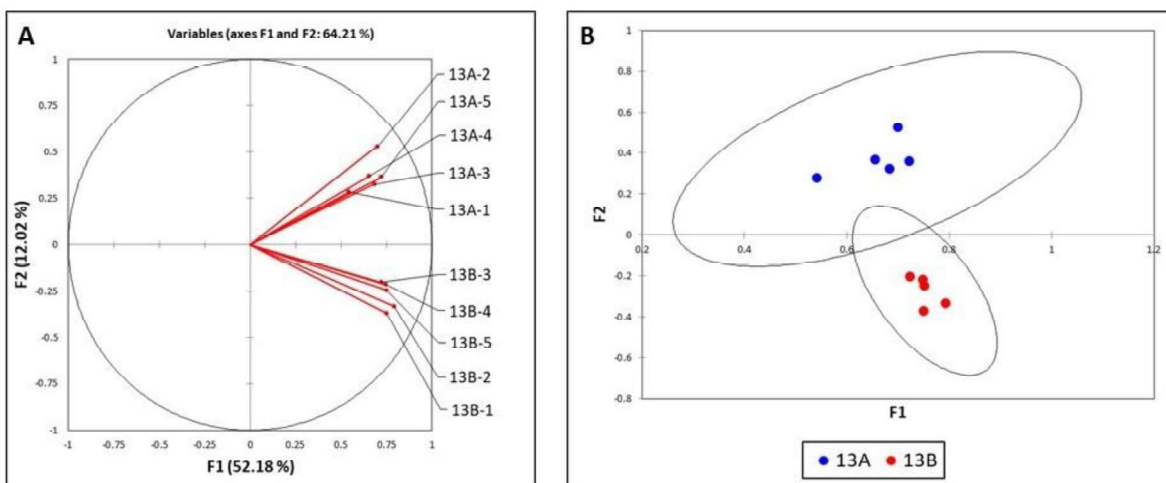 A
Variables (axes F1 and F2: 64.21 %)
1
0.75
0.5
0.25
0
-0.25
-0.5
-0.75
-1
F2 (12.02 %)
13A-2
13A-5
13A-4
13A-3
13A-1
13B-3
13B-4
13B-5
13B-2
13B-1
-1 -0.75 -0.5 -0.25 0 0.25 0.5 0.75 1
F1 (52.18 %)
B
1
0.8
0.6
0.4
0.2
0
-0.2
-0.4
-0.6
-0.8
F2
0.2 0.4 0.6 0.8 1 1.2
F1
13A 13B